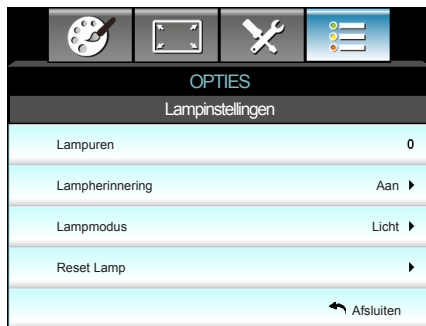 OPTIES
Lampinstellingen
Lampuren 0
Lampherinnering Aan
Lampmodus Licht
Reset Lamp
Afsluiten